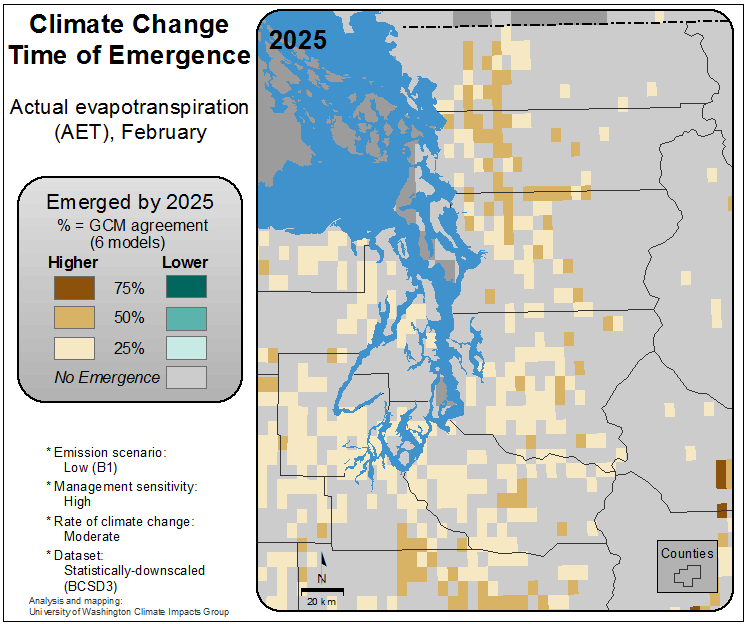 Climate Change
Time of Emergence
Actual evapotranspiration
(AET), February
Emerged by 2025
% = GCM agreement
(6 models)
Higher Lower
75%
50%
25%
No Emergence
* Emission scenario:
Low (B1)
* Management sensitivity:
High
* Rate of climate change:
Moderate
* Dataset:
Statistically-downscaled
(BCSD3)
Analysis and mapping:
University of Washington Climate Impacts Group
2025
N
20 km
Counties